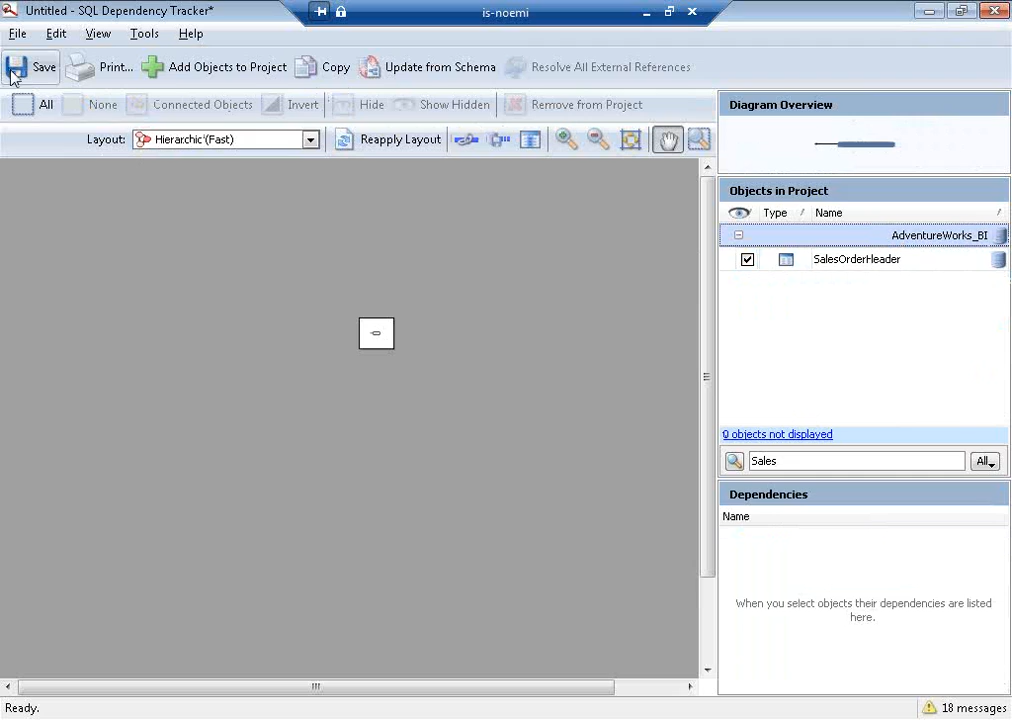 Untitled - SQL Dependency Tracker*
is-noemi
File Edit View Tools Help
Save Print... Add Objects to Project Copy Update from Schema Resolve All External References
All None Connected Objects Invert Hide Show Hidden Remove from Project
Layout: Hierarchic (Fast) Reapply Layout
Diagram Overview
Objects in Project
Type / Name /
AdventureWorks_BI
SalesOrderHeader
0 objects not displayed
Sales All
Dependencies
Name
When you select objects their dependencies are listed
here.
Ready. 18 messages